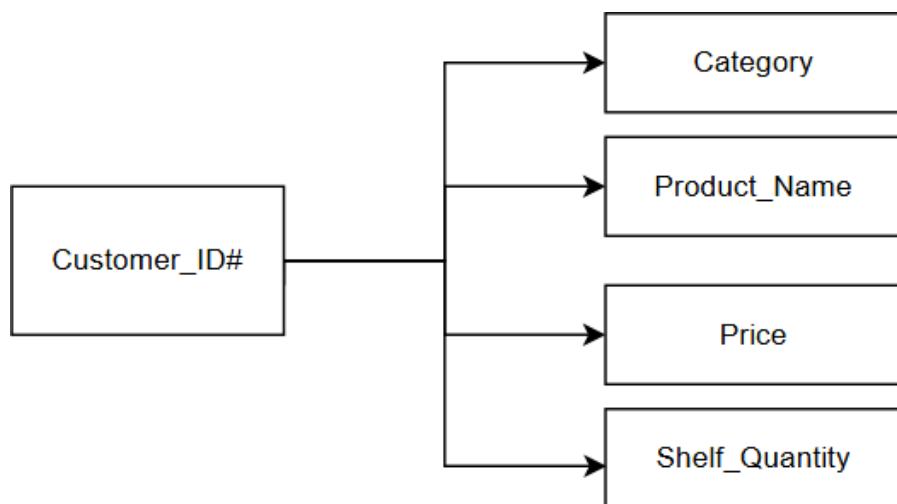 Category
Product_Name
Customer_ID#
Price
Shelf_Quantity